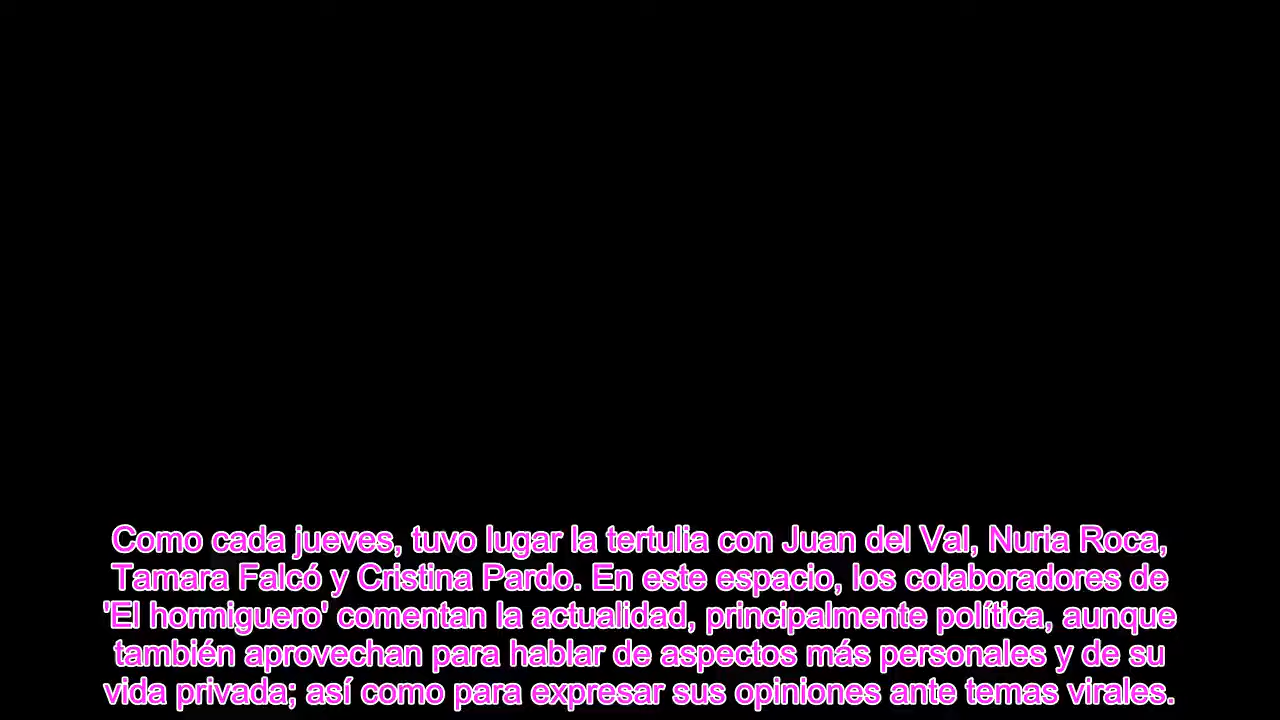 Como cada jueves, tuvo lugar la tertulia con Juan del Val, Nuria Roca,
Tamara Falcó y Cristina Pardo. En este espacio, los colaboradores de
'El hormiguero' comentan la actualidad, principalmente política, aunque
también aprovechan para hablar de aspectos más personales y de su
vida privada; así como para expresar sus opiniones ante temas virales.